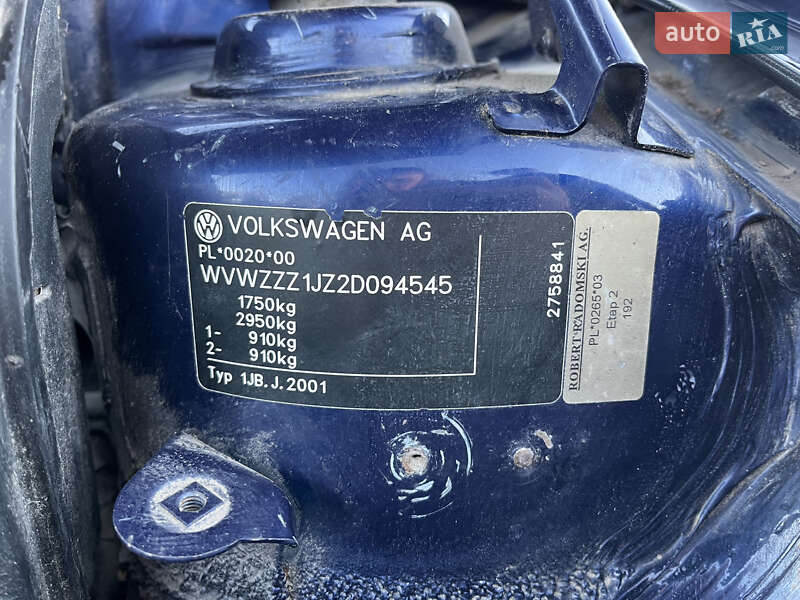 auto RIA
VOLKSWAGEN AG
PL*0020*00
WVWZZZ1JZ2D094545
1750kg
2950kg
1- 910kg
2- 910kg
Typ 1JB.J.2001
2758841
ROBERT RADOMSKI AG.
PL*0265*03
Etap 2
192